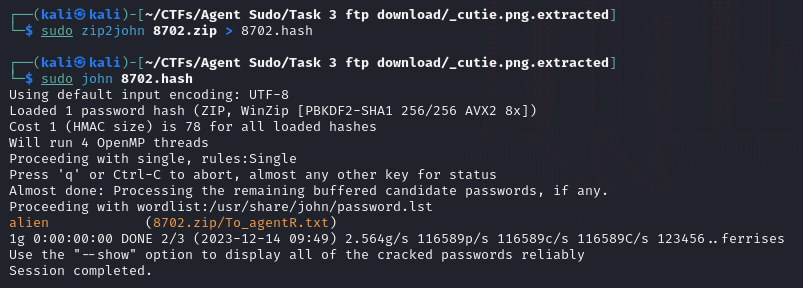 ┌──(kali㉿kali)-[~/CTFs/Agent Sudo/Task 3 ftp download/_cutie.png.extracted]
└─$ sudo zip2john 8702.zip > 8702.hash
┌──(kali㉿kali)-[~/CTFs/Agent Sudo/Task 3 ftp download/_cutie.png.extracted]
└─$ sudo john 8702.hash
Using default input encoding: UTF-8
Loaded 1 password hash (ZIP, WinZip [PBKDF2-SHA1 256/256 AVX2 8x])
Cost 1 (HMAC size) is 78 for all loaded hashes
Will run 4 OpenMP threads
Proceeding with single, rules:Single
Press 'q' or Ctrl-C to abort, almost any other key for status
Almost done: Processing the remaining buffered candidate passwords, if any.
Proceeding with wordlist:/usr/share/john/password.lst
alien            (8702.zip/To_agentR.txt)
1g 0:00:00:00 DONE 2/3 (2023-12-14 09:49) 2.564g/s 116589p/s 116589c/s 116589C/s 123456..ferrises
Use the "--show" option to display all of the cracked passwords reliably
Session completed.